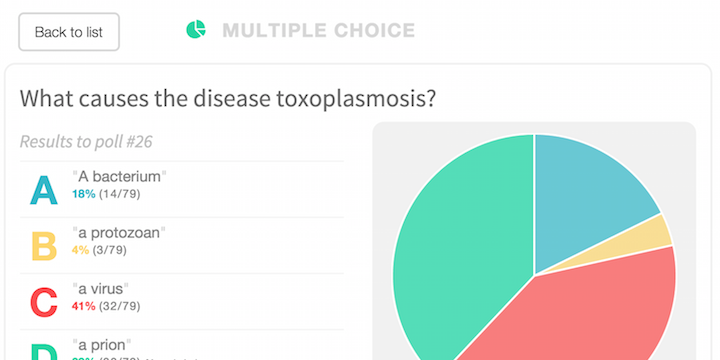 Back to list
MULTIPLE CHOICE
What causes the disease toxoplasmosis?
Results to poll #26
A
"A bacterium"
18% (14/79)
B
"a protozoan"
4% (3/79)
C
"a virus"
41% (32/79)
D
"a prion"